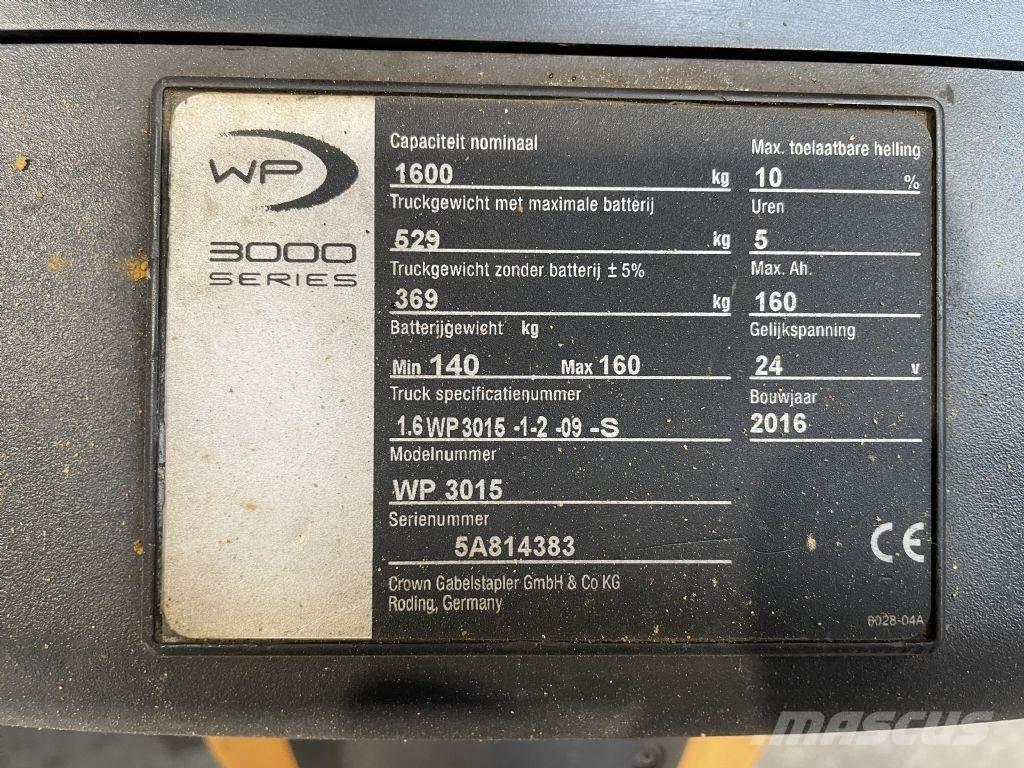 WP
3000
SERIES
Capaciteit nominaal
1600 kg
Truckgewicht met maximale batterij
529 kg
Truckgewicht zonder batterij ± 5%
369 kg
Batterijgewicht kg
Min 140 Max 160
Truck specificatienummer
1.6 WP3015 -1-2 -09 -S
Modelnummer
WP 3015
Serienummer
5A814383
Crown Gabelstapler GmbH & Co KG
Roding, Germany
Max. toelaatbare helling
10 %
Uren
5
Max. Ah.
160
Gelijkspanning
24 v
Bouwjaar
2016
CE
8028-04A
MASCUS